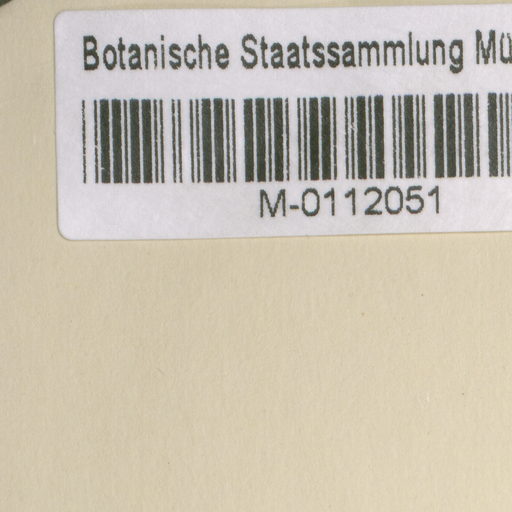 Botanische Staatssammlung Mü
M-0112051